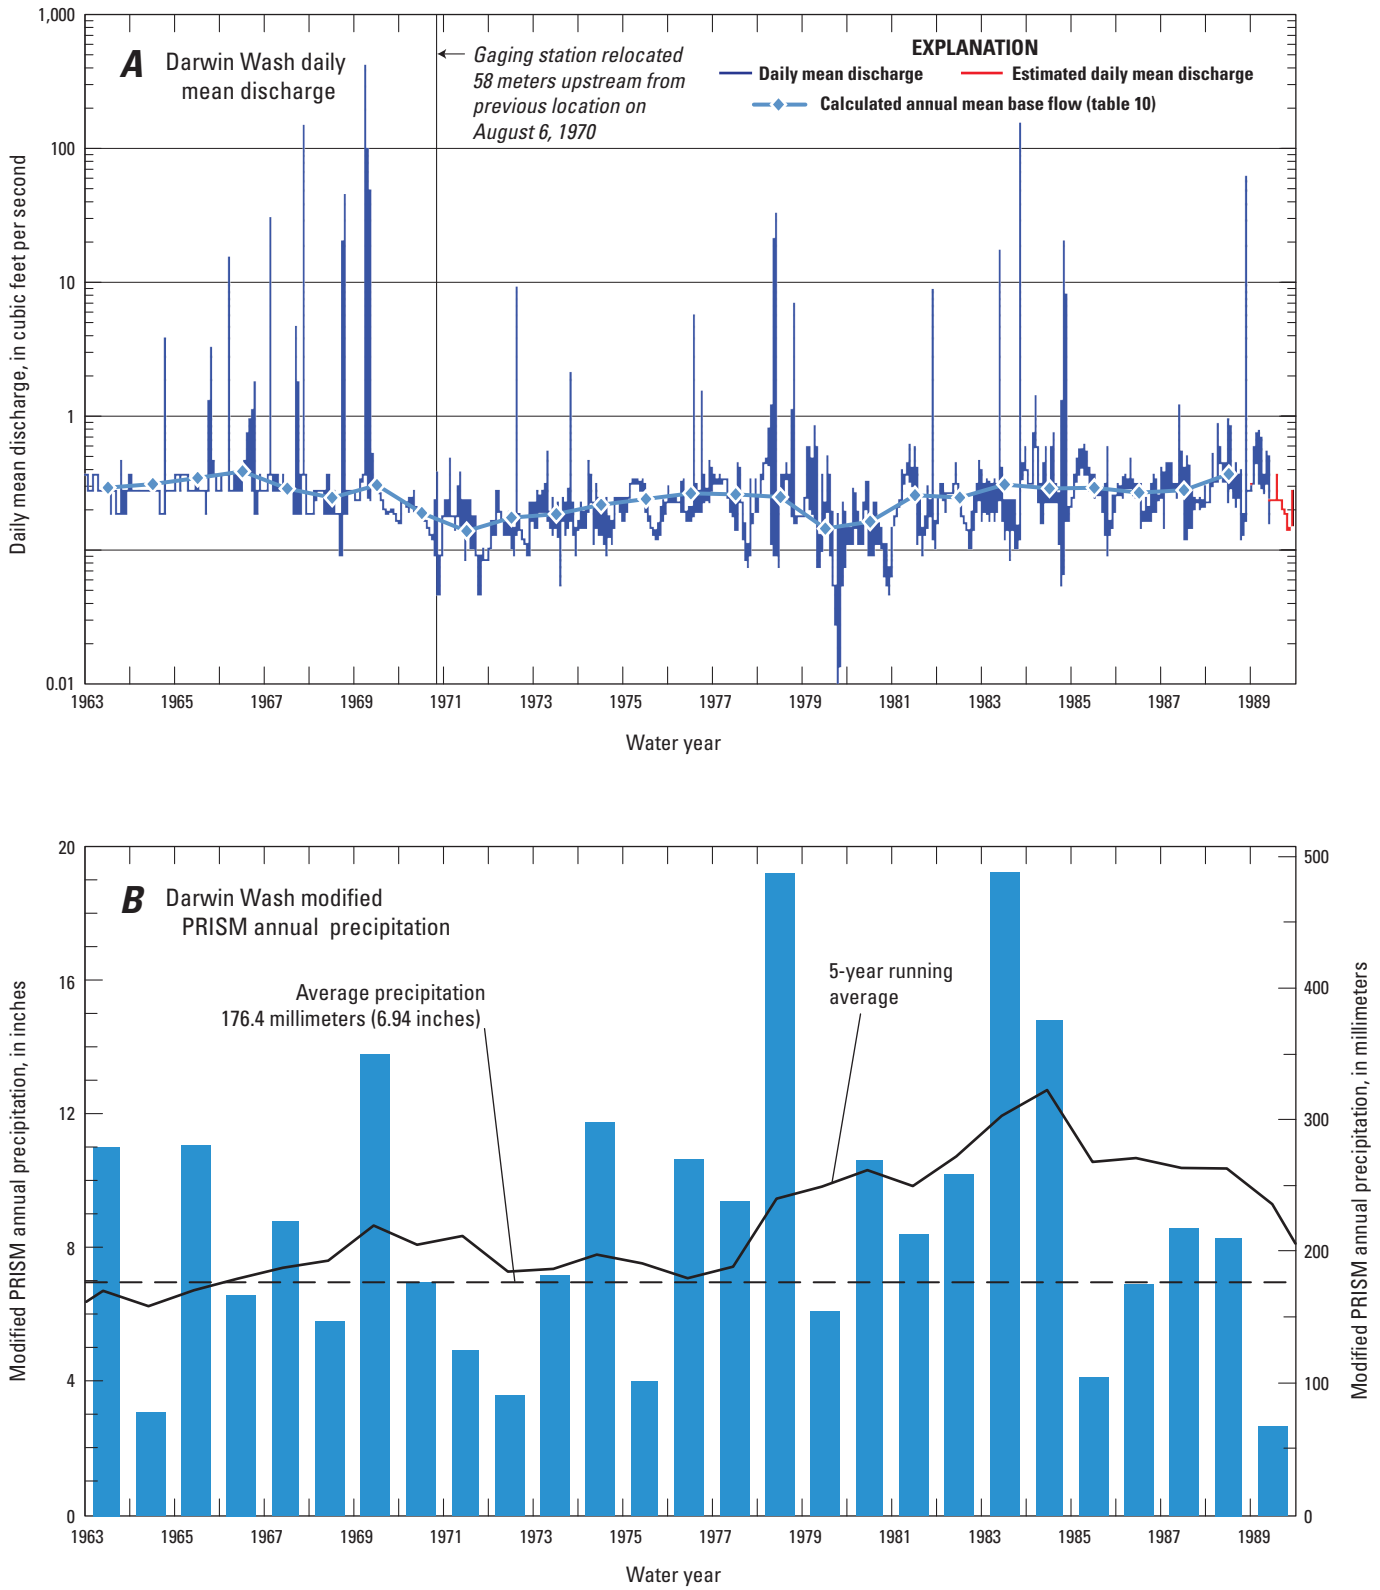 1,000
100
10
1
0.01
Daily mean discharge, in cubic feet per second
A Darwin Wash daily
mean discharge
Gaging station relocated
58 meters upstream from
previous location on
August 6, 1970
EXPLANATION
Daily mean discharge
Estimated daily mean discharge
Calculated annual mean base flow (table 10)
1963 1965 1967 1969 1971 1973 1975 1977 1979 1981 1983 1985 1987 1989
Water year
20
16
12
8
4
0
Modified PRISM annual precipitation, in inches
B Darwin Wash modified
PRISM annual precipitation
Average precipitation
176.4 millimeters (6.94 inches)
5-year running
average
500
400
300
200
100
0
Modified PRISM annual precipitation, in millimeters
1963 1965 1967 1969 1971 1973 1975 1977 1979 1981 1983 1985 1987 1989
Water year